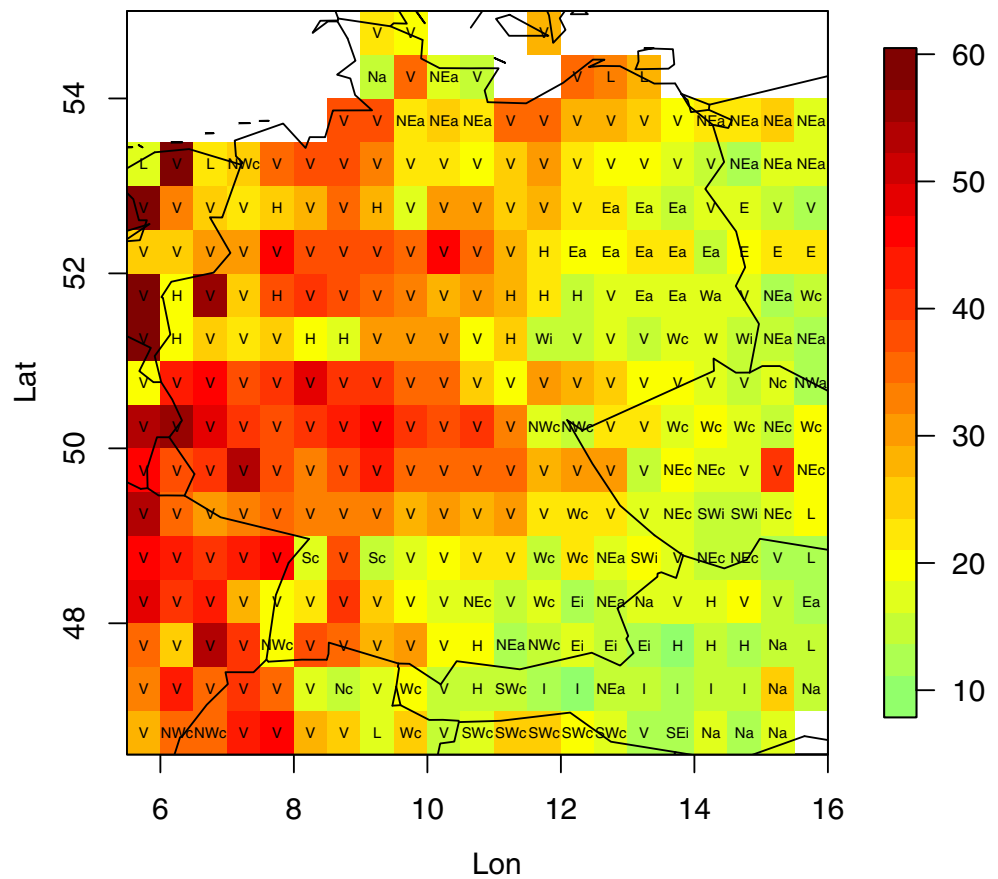 V V V
Na V NEa V V L L
V V NEa NEa NEa V V V V V V NEa NEa NEa NEa
L V L NWc V V V V V V V V V V V V V V NEa NEa NEa
V V V V H V V H V V V V V V Ea Ea Ea V E V V
V V V V V V V V V V V V H Ea Ea Ea Ea Ea E E E
V H V V H V V V V V V H H H V Ea Ea Wa V NEa Wc
V H V V V H H V V V V H Wi V V V Wc W Wi NEa NEa
V V V V V V V V V V V V V V V V V V V Nc NWa
V V V V V V V V V V V V NWc NWc V V Wc Wc Wc NEc Wc
V V V V V V V V V V V V V V V V NEc NEc V V NEc
V V V V V V V V V V V V V Wc V V NEc SWi SWi NEc L
V V V V V Sc V Sc V V V V Wc Wc NEa SWi V NEc NEc V L
V V V V V V V V V V NEc V Wc Ei NEa Na V H V V Ea
V V V V NWc V V V V V H NEa NWc Ei Ei Ei H H H Na L
V V V V V V Nc V Wc V H SWc I I NEa I I I I Na Na
V NWc NWc V V V V L Wc V SWc SWc SWc SWc SWc V SEi Na Na Na
54
52
50
48
Lat
6 8 10 12 14 16
Lon
60
50
40
30
20
10